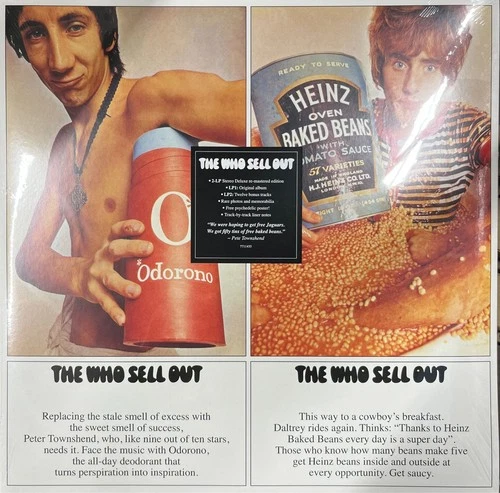 READY TO SERVE
HEINZ
OVEN
BAKED BEANS
WITH
TOMATO SAUCE
57 VARIETIES
MADE IN ENGLAND
H.J. HEINZ CO. LTD.
O
Odorono
THE WHO SELL OUT
• 2-LP Stereo Deluxe re-mastered edition
• LP1: Original album
• LP2: Twelve bonus tracks
• Rare photos and memorabilia
• Free psychedelic poster!
• Track-by-track liner notes
"We were hoping to get free Jaguars.
We got fifty tins of free baked beans."
– Pete Townshend
THE WHO SELL OUT
Replacing the stale smell of excess with
the sweet smell of success,
Peter Townshend, who, like nine out of ten stars,
needs it. Face the music with Odorono,
the all-day deodorant that
turns perspiration into inspiration.
THE WHO SELL OUT
This way to a cowboy's breakfast.
Daltrey rides again. Thinks: "Thanks to Heinz
Baked Beans every day is a super day".
Those who know how many beans make five
get Heinz beans inside and outside at
every opportunity. Get saucy.